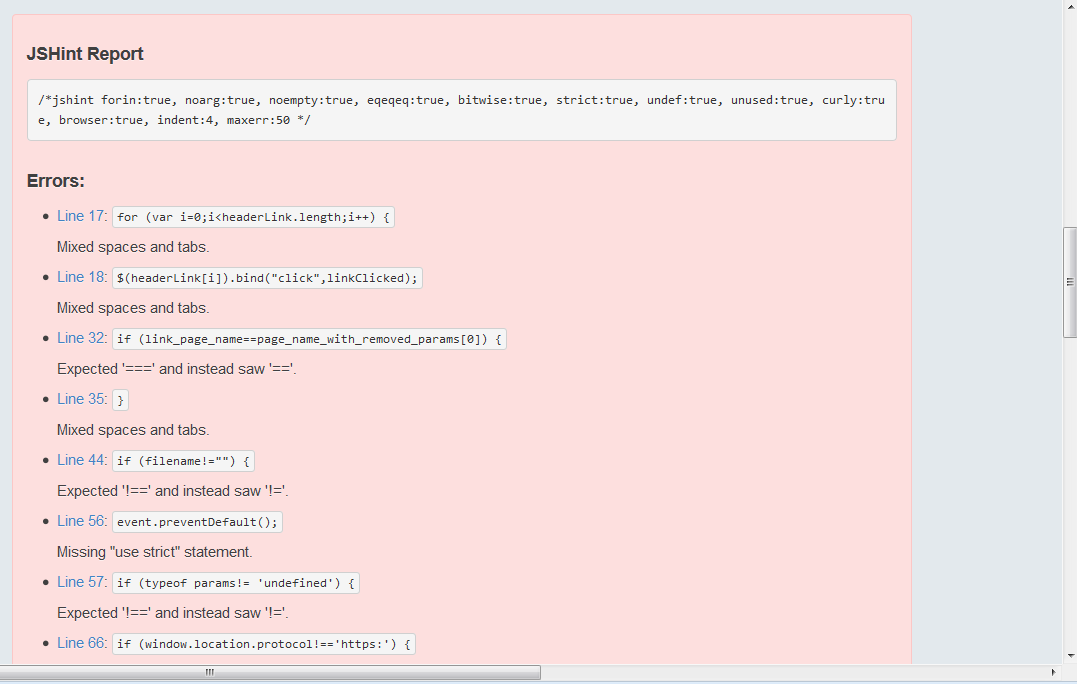 JSHint Report
/*jshint forin:true, noarg:true, noempty:true, eqeqeq:true, bitwise:true, strict:true, undef:true, unused:true, curly:tru
e, browser:true, indent:4, maxerr:50 */
Errors:
Line 17: for (var i=0;i<headerLink.length;i++) {
Mixed spaces and tabs.
Line 18: $(headerLink[i]).bind("click",linkClicked);
Mixed spaces and tabs.
Line 32: if (link_page_name==page_name_with_removed_params[0]) {
Expected '===' and instead saw '=='.
Line 35: }
Mixed spaces and tabs.
Line 44: if (filename!="") {
Expected '!==' and instead saw '!='.
Line 56: event.preventDefault();
Missing "use strict" statement.
Line 57: if (typeof params!= 'undefined') {
Expected '!==' and instead saw '!='.
Line 66: if (window.location.protocol!=='https:') {